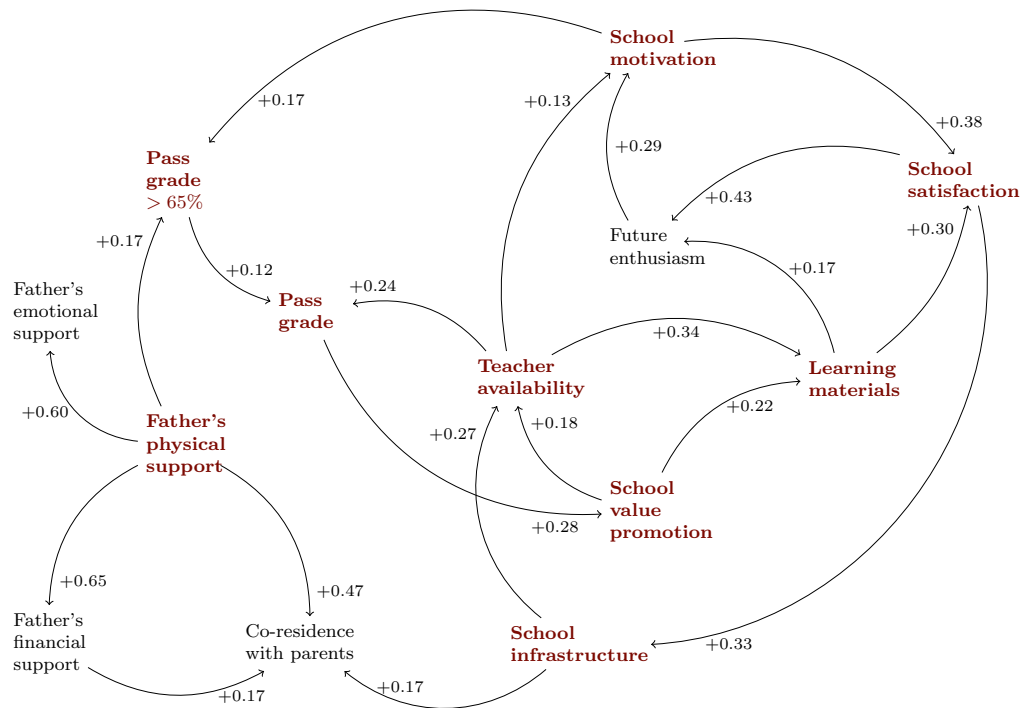 School
motivation
+0.17
+0.13
+0.38
+0.29
Pass
grade
> 65%
School
satisfaction
+0.43
+0.30
+0.17
Future
enthusiasm
+0.12
+0.17
Father's
emotional
support
+0.24
Pass
grade
+0.34
Teacher
availability
Learning
materials
+0.60
Father's
physical
support
+0.27
+0.18
+0.22
School
value
promotion
+0.28
+0.65
+0.47
Father's
financial
support
Co-residence
with parents
School
infrastructure
+0.33
+0.17
+0.17